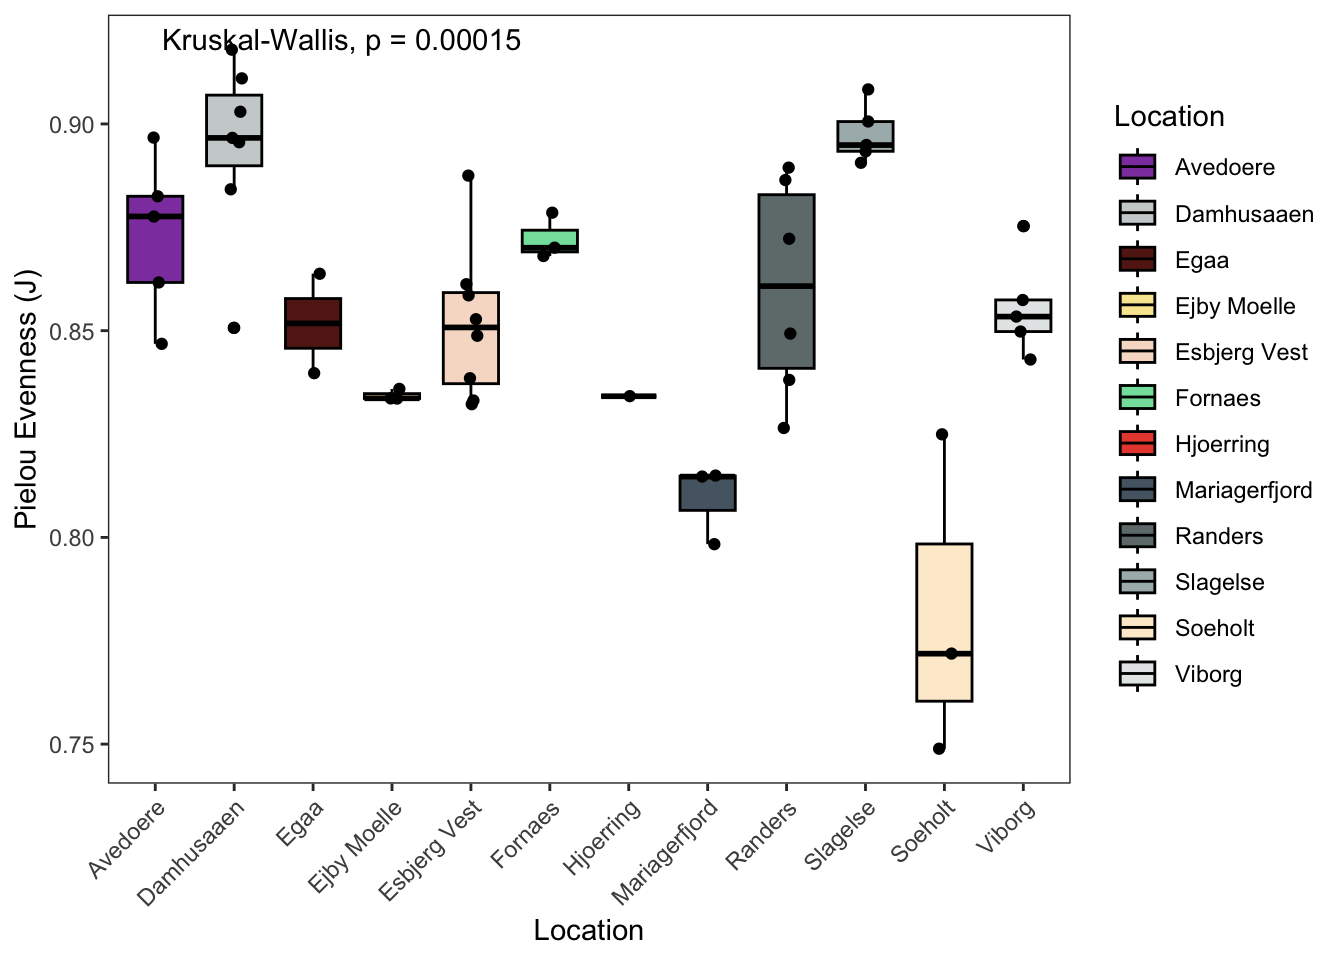 Kruskal-Wallis, p = 0.00015
Pielou Evenness (J)
0.90
0.85
0.80
0.75
Avedoere
Damhusaaen
Egaa
Ejby Moelle
Esbjerg Vest
Fornaes
Hjoerring
Mariagerfjord
Randers
Slagelse
Soeholt
Viborg
Location
Location
Avedoere
Damhusaaen
Egaa
Ejby Moelle
Esbjerg Vest
Fornaes
Hjoerring
Mariagerfjord
Randers
Slagelse
Soeholt
Viborg